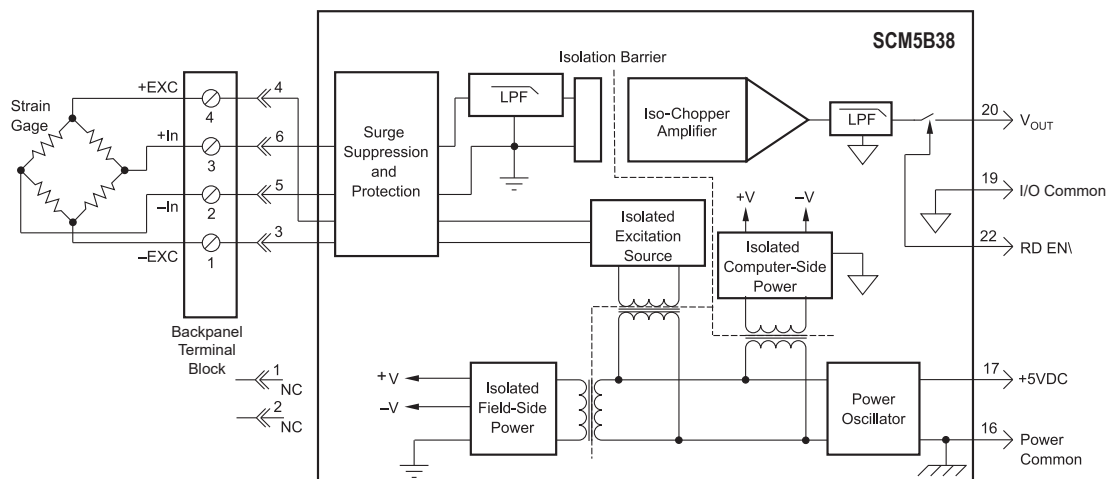 SCM5B38
Isolation Barrier
Strain
Gage
+EXC
4
4
+In
3
6
–In
2
5
–EXC
1
3
Backpanel
Terminal
Block
1
NC
2
NC
Surge
Suppression
and
Protection
LPF
Iso-Chopper
Amplifier
LPF
20
VOUT
19
I/O Common
22
RD EN\
Isolated
Excitation
Source
+V
–V
Isolated
Computer-Side
Power
+V
–V
Isolated
Field-Side
Power
Power
Oscillator
17
+5VDC
16
Power
Common